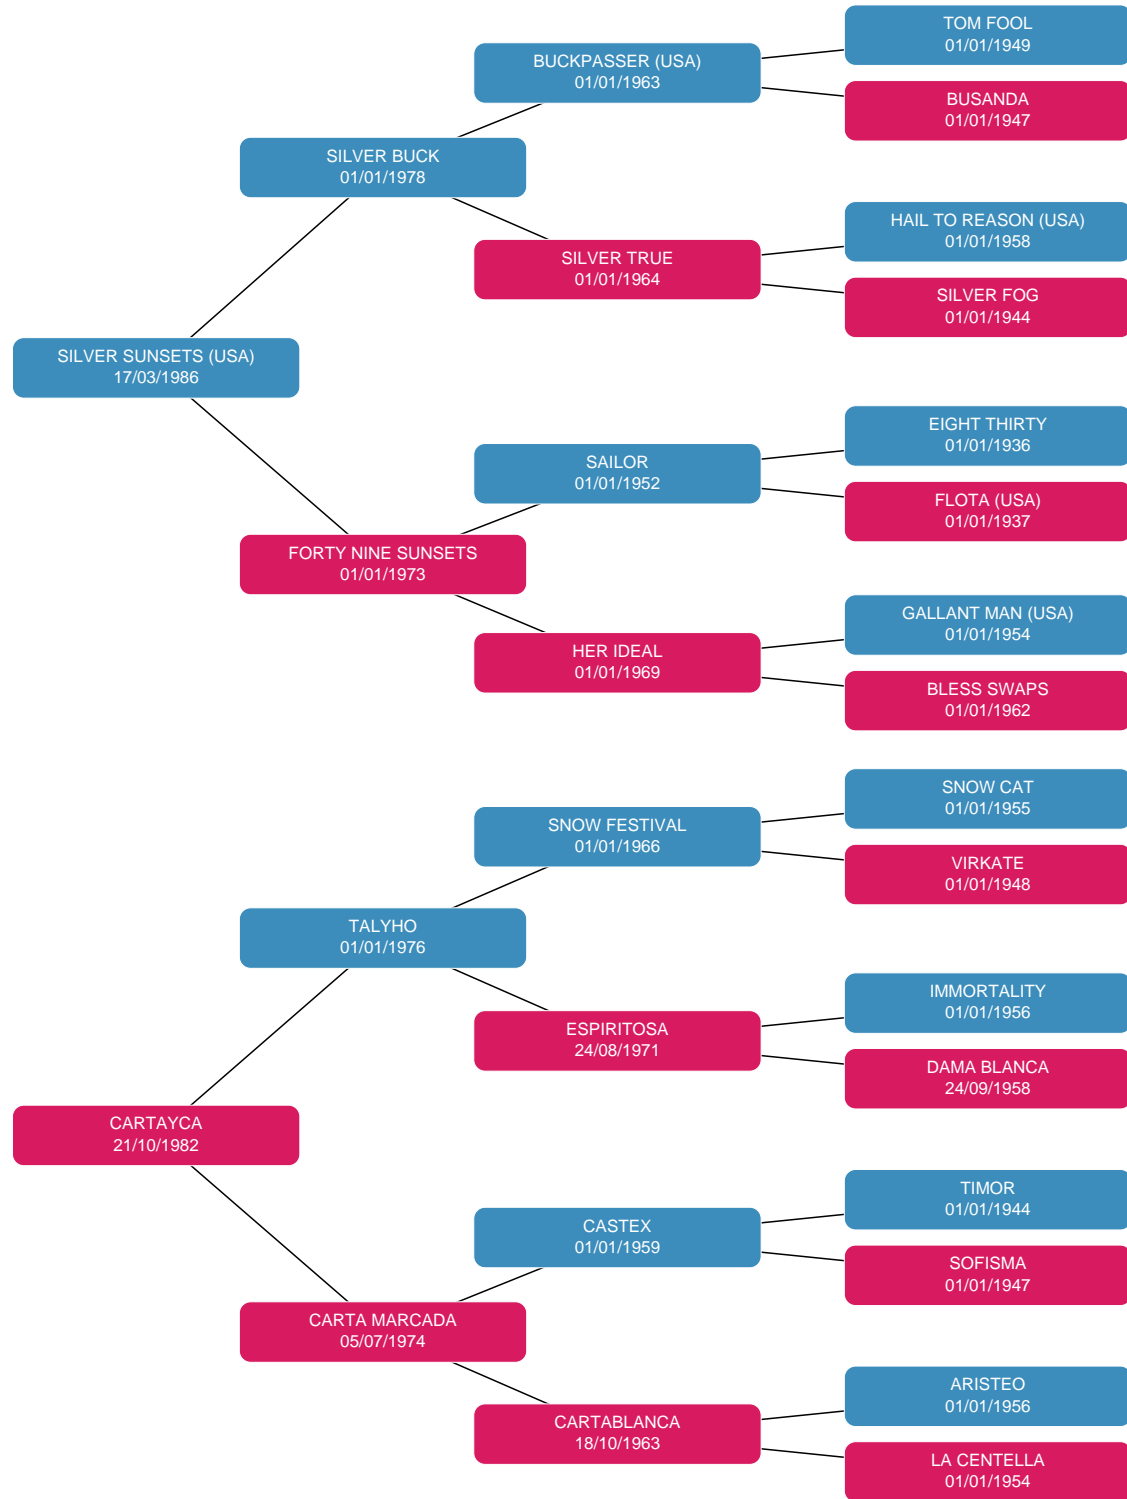 TOM FOOL
01/01/1949
BUCKPASSER (USA)
01/01/1963
BUSANDA
01/01/1947
SILVER BUCK
01/01/1978
HAIL TO REASON (USA)
01/01/1958
SILVER TRUE
01/01/1964
SILVER FOG
01/01/1944
SILVER SUNSETS (USA)
17/03/1986
EIGHT THIRTY
01/01/1936
SAILOR
01/01/1952
FLOTA (USA)
01/01/1937
FORTY NINE SUNSETS
01/01/1973
GALLANT MAN (USA)
01/01/1954
HER IDEAL
01/01/1969
BLESS SWAPS
01/01/1962
SNOW CAT
01/01/1955
SNOW FESTIVAL
01/01/1966
VIRKATE
01/01/1948
TALYHO
01/01/1976
IMMORTALITY
01/01/1956
ESPIRITOSA
24/08/1971
DAMA BLANCA
24/09/1958
CARTAYCA
21/10/1982
TIMOR
01/01/1944
CASTEX
01/01/1959
SOFISMA
01/01/1947
CARTA MARCADA
05/07/1974
ARISTEO
01/01/1956
CARTABLANCA
18/10/1963
LA CENTELLA
01/01/1954